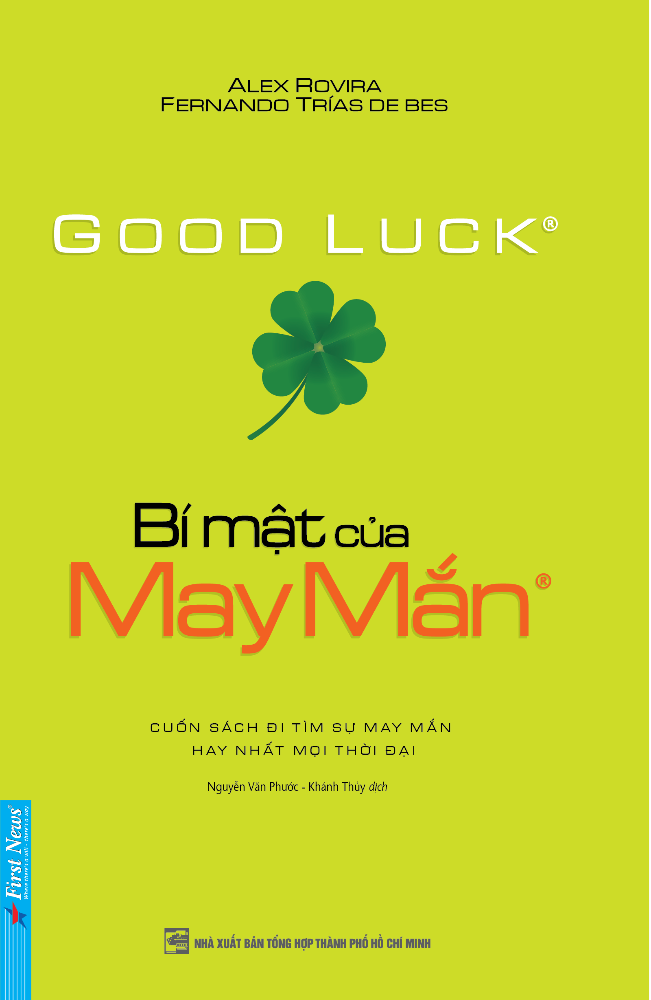 ALEX ROVIRA
FERNANDO TRÍAS DE BES
GOOD LUCK®
Bí mật của
May Mắn®
CUỐN SÁCH ĐI TÌM SỰ MAY MẮN
HAY NHẤT MỌI THỜI ĐẠI
Nguyễn Văn Phước - Khánh Thủy dịch
First News®
Where there's a will - there's a way
NHÀ XUẤT BẢN TỔNG HỢP THÀNH PHỐ HỒ CHÍ MINH